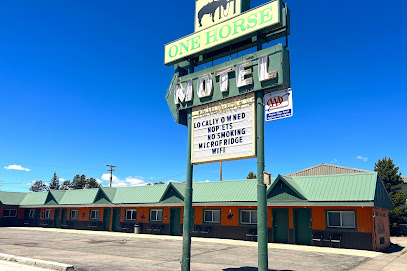 ONE HORSE
MOTEL
AAA
LOCALLY OWNED
NO PETS
NO SMOKING
MICROFRIDGE
WIFI